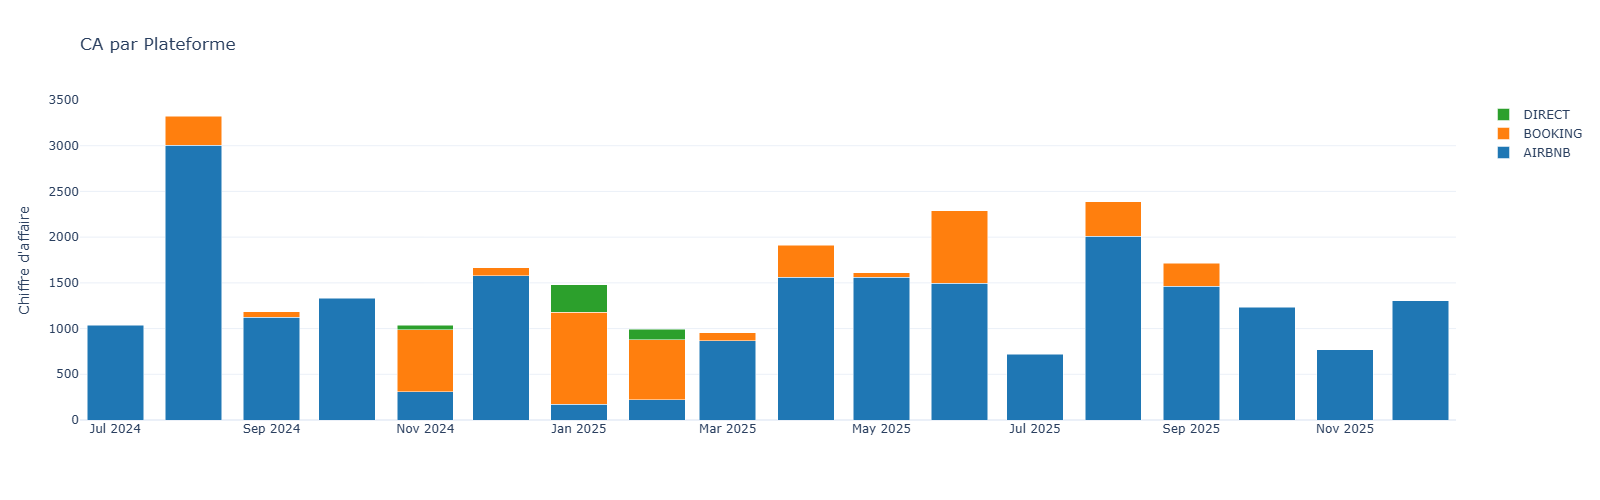 CA par Plateforme
Chiffre d'affaire
3500
3000
2500
2000
1500
1000
500
0
Jul 2024
Sep 2024
Nov 2024
Jan 2025
Mar 2025
May 2025
Jul 2025
Sep 2025
Nov 2025
DIRECT
BOOKING
AIRBNB